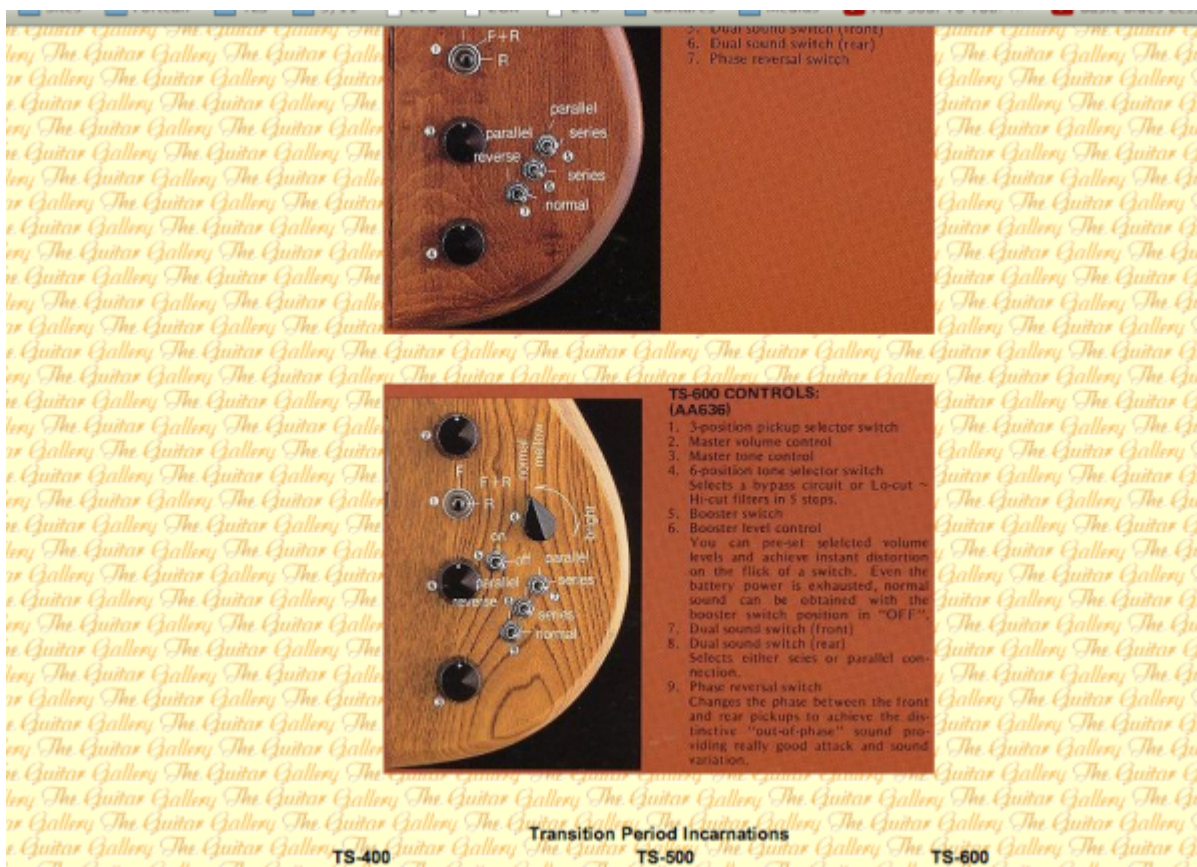 5. Dual sound switch (front)
6. Dual sound switch (rear)
7. Phase reversal switch
F+R
R
parallel
parallel
series
reverse
series
normal
The Guitar Gallery
TS-600 CONTROLS:
(AA636)
1. 3-position pickup selector switch
2. Master volume control
3. Master tone control
4. 6-position tone selector switch
Selects a bypass circuit or Lo-cut ~
Hi-cut filters in 5 stops.
5. Booster switch
6. Booster level control
You can pre-set selelcted volume
levels and achieve instant distortion
on the flick of a switch. Even the
battery power is exhausted, normal
sound can be obtained with the
booster switch position in "OFF".
7. Dual sound switch (front)
8. Dual sound switch (rear)
Selects either seies or parallel con-
nection.
9. Phase reversal switch
Changes the phase between the front
and rear pickups to achieve the dis-
tinctive "out-of-phase" sound pro-
viding really good attack and sound
variation.
normal
mellow
bright
F
F+R
R
on
off
parallel
parallel
series
reverse
series
normal
Transition Period Incarnations
TS-400 TS-500 TS-600